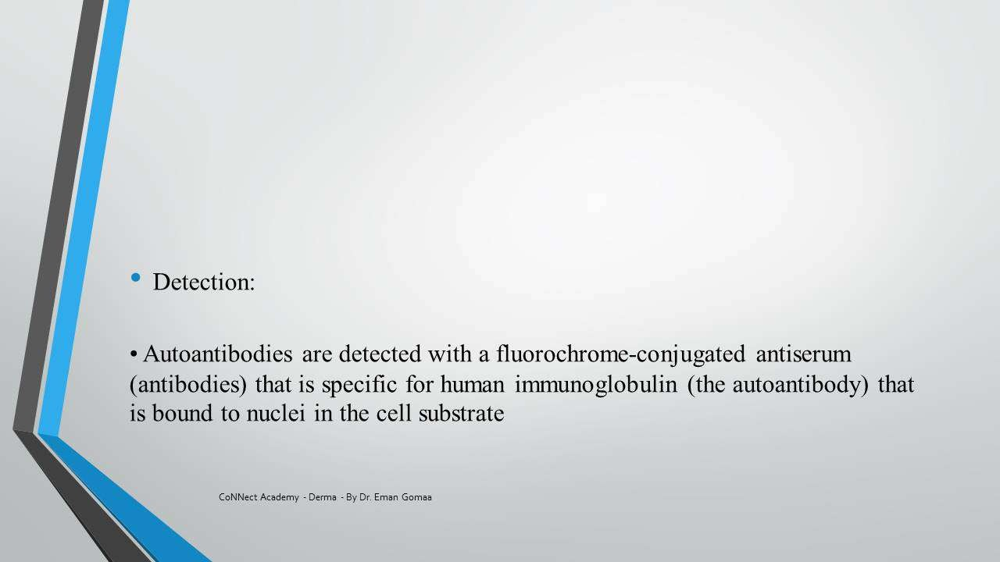 • Detection:
• Autoantibodies are detected with a fluorochrome-conjugated antiserum
(antibodies) that is specific for human immunoglobulin (the autoantibody) that
is bound to nuclei in the cell substrate
CoNNect Academy - Derma - By Dr. Eman Gomaa